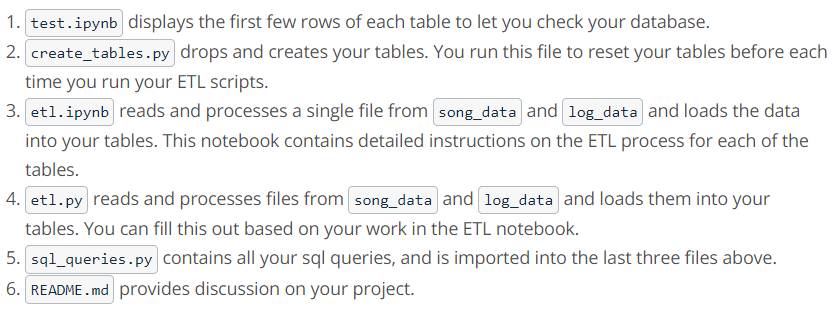 1. test.ipynb displays the first few rows of each table to let you check your database.
2. create_tables.py drops and creates your tables. You run this file to reset your tables before each
time you run your ETL scripts.
3. etl.ipynb reads and processes a single file from song_data and log_data and loads the data
into your tables. This notebook contains detailed instructions on the ETL process for each of the
tables.
4. etl.py reads and processes files from song_data and log_data and loads them into your
tables. You can fill this out based on your work in the ETL notebook.
5. sql_queries.py contains all your sql queries, and is imported into the last three files above.
6. README.md provides discussion on your project.